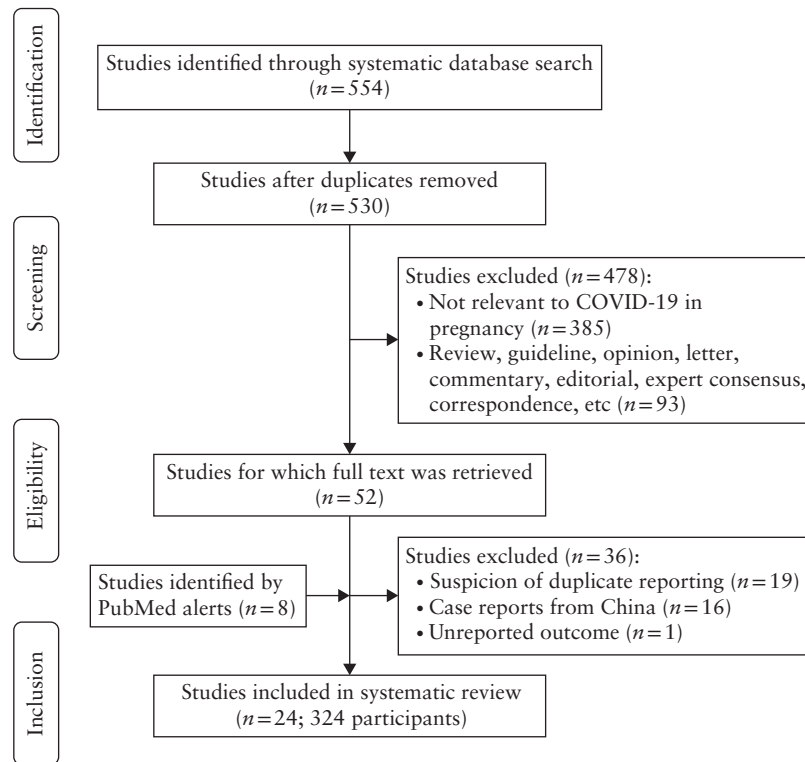 Identification
Studies identified through systematic database search
(n=554)
Studies after duplicates removed
(n=530)
Screening
Studies excluded (n=478):
• Not relevant to COVID-19 in
pregnancy (n=385)
• Review, guideline, opinion, letter,
commentary, editorial, expert consensus,
correspondence, etc (n=93)
Eligibility
Studies for which full text was retrieved
(n=52)
Studies identified by
PubMed alerts (n=8)
Studies excluded (n=36):
• Suspicion of duplicate reporting (n=19)
• Case reports from China (n=16)
• Unreported outcome (n=1)
Inclusion
Studies included in systematic review
(n=24; 324 participants)